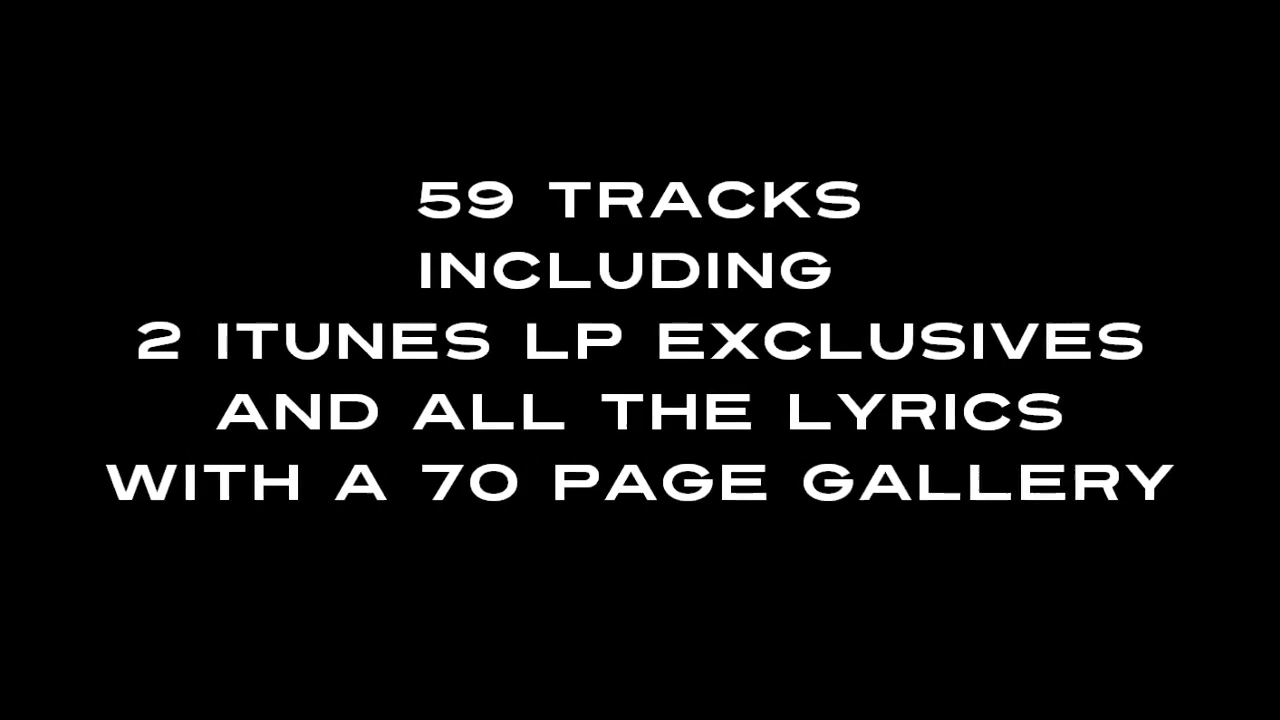 59 TRACKS
INCLUDING
2 ITUNES LP EXCLUSIVES
AND ALL THE LYRICS
WITH A 70 PAGE GALLERY